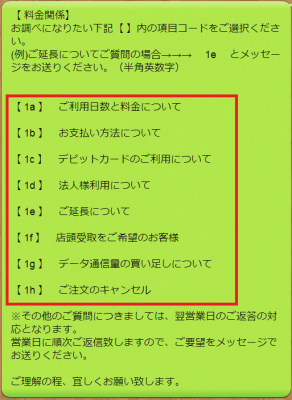 【 料金関係】
お調べになりたい下記【 】内の項目コードをご選択くださ
い。
(例)ご延長についてご質問の場合→→→　1e　とメッセー
ジをお送りください。（半角英数字）
【 1a 】　ご利用日数と料金について
【 1b 】　お支払い方法について
【 1c 】　デビットカードのご利用について
【 1d 】　法人様利用について
【 1e 】　ご延長について
【 1f 】　店頭受取をご希望のお客様
【 1g 】　データ通信量の買い足しについて
【 1h 】　ご注文のキャンセル
※その他のご質問につきましては、翌営業日のご返答の対
応となります。
営業日に順次ご返信致しますので、ご要望をメッセージで
お送りください。
ご理解の程、宜しくお願い致します。